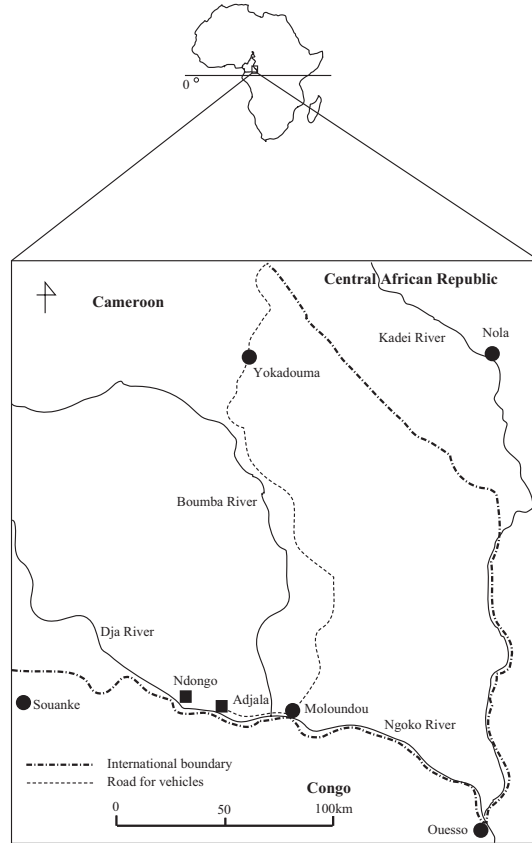 0°
Central African Republic
Cameroon
Kadei River
Nola
Yokadouma
Boumba River
Dja River
Ndongo
Adjala
Souanke
Moloundou
Ngoko River
International boundary
Road for vehicles
Congo
0 50 100km
Ouesso